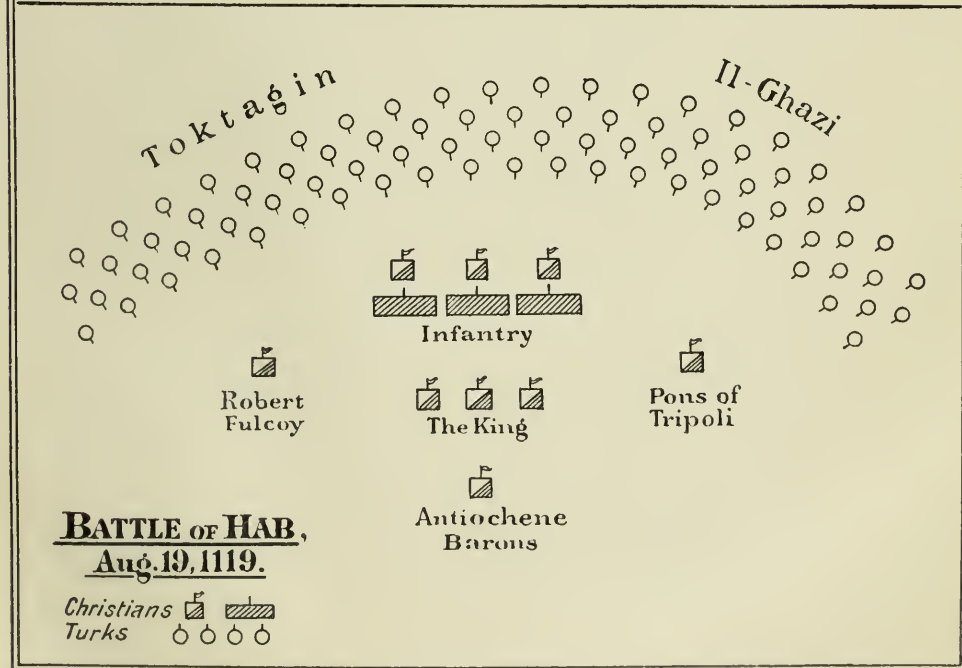 Toktagin
Il-Ghazi
Infantry
Robert
Fulcoy
The King
Pons of
Tripoli
Antiochene
Barons
BATTLE OF HAB,
Aug. 19, 1119.
Christians
Turks